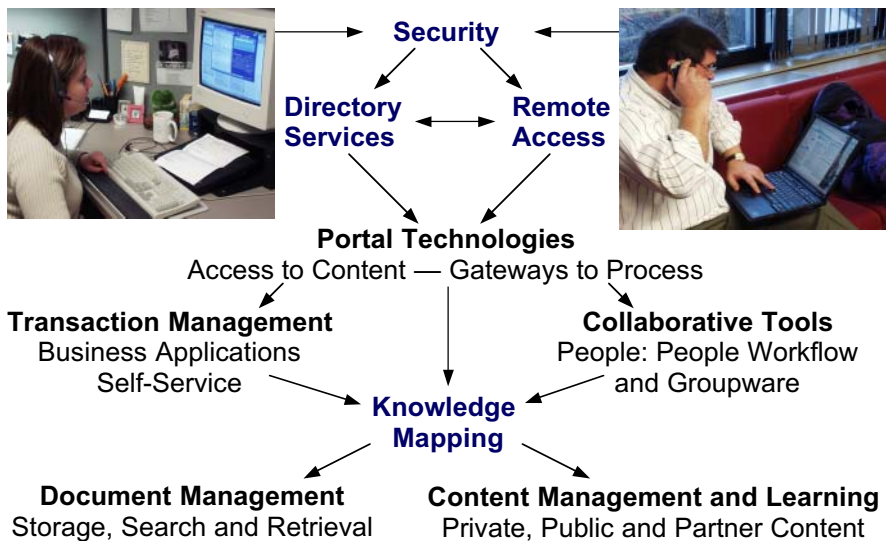 Security
Directory
Services
Remote
Access
Portal Technologies
Access to Content — Gateways to Process
Transaction Management
Business Applications
Self-Service
Collaborative Tools
People: People Workflow
and Groupware
Knowledge
Mapping
Document Management
Storage, Search and Retrieval
Content Management and Learning
Private, Public and Partner Content